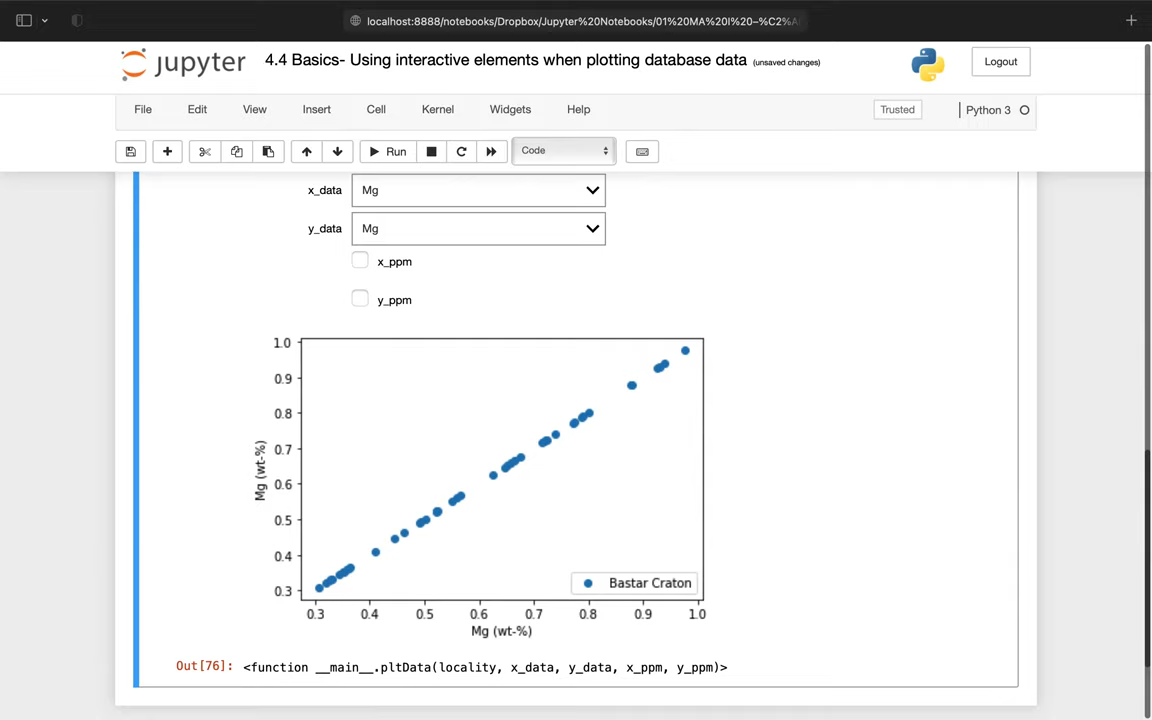 localhost:8888/notebooks/Dropbox/Jupyter%20Notebooks/01%20MA%20I%20–%C2%A
jupyter 4.4 Basics- Using interactive elements when plotting database data (unsaved changes) Logout
File Edit View Insert Cell Kernel Widgets Help Trusted Python 3
Run Code
x_data Mg
y_data Mg
x_ppm
y_ppm
1.0
0.9
0.8
0.7
0.6
0.5
0.4
0.3
Mg (wt-%)
Bastar Craton
0.3 0.4 0.5 0.6 0.7 0.8 0.9 1.0
Mg (wt-%)
Out[76]: <function __main__.pltData(locality, x_data, y_data, x_ppm, y_ppm)>